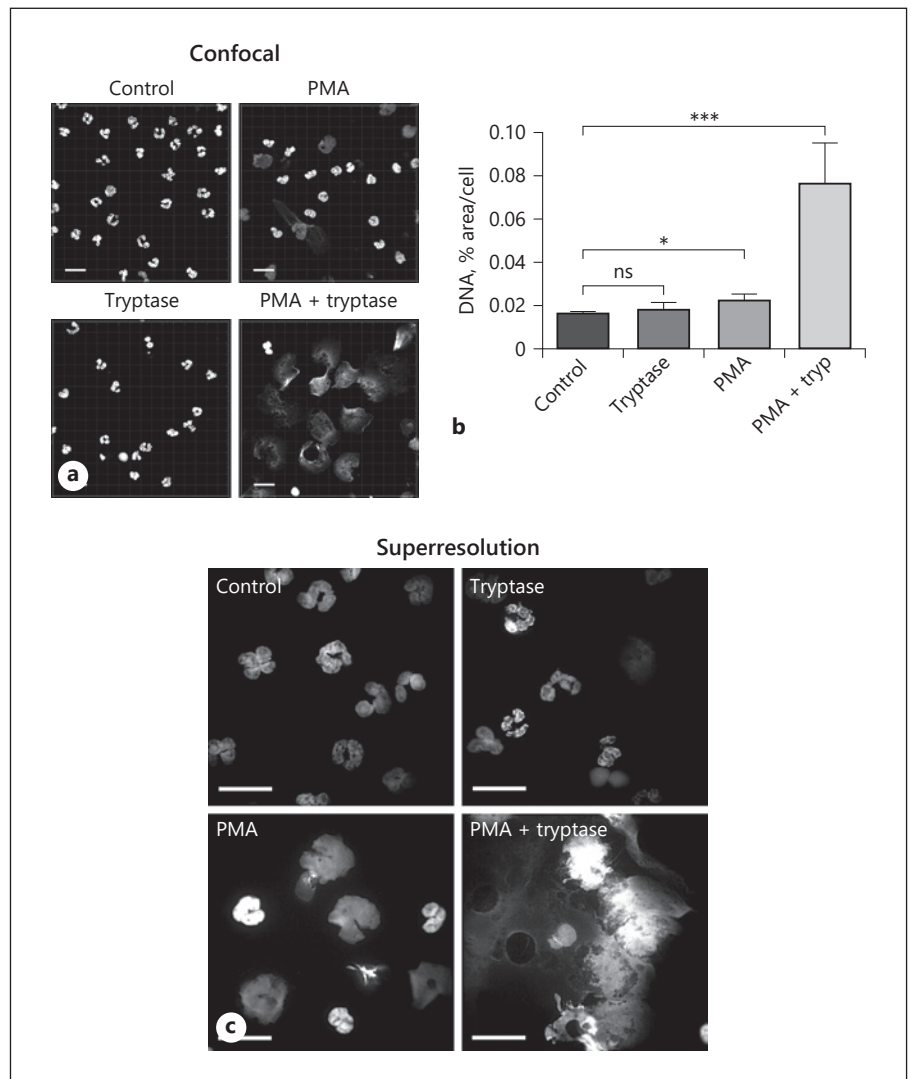 Confocal
Control
PMA
Tryptase
PMA + tryptase
a
***
*
ns
DNA, % area/cell
0.10
0.08
0.06
0.04
0.02
0
Control
Tryptase
PMA
PMA + tryp
b
Superresolution
Control
Tryptase
PMA
PMA + tryptase
c